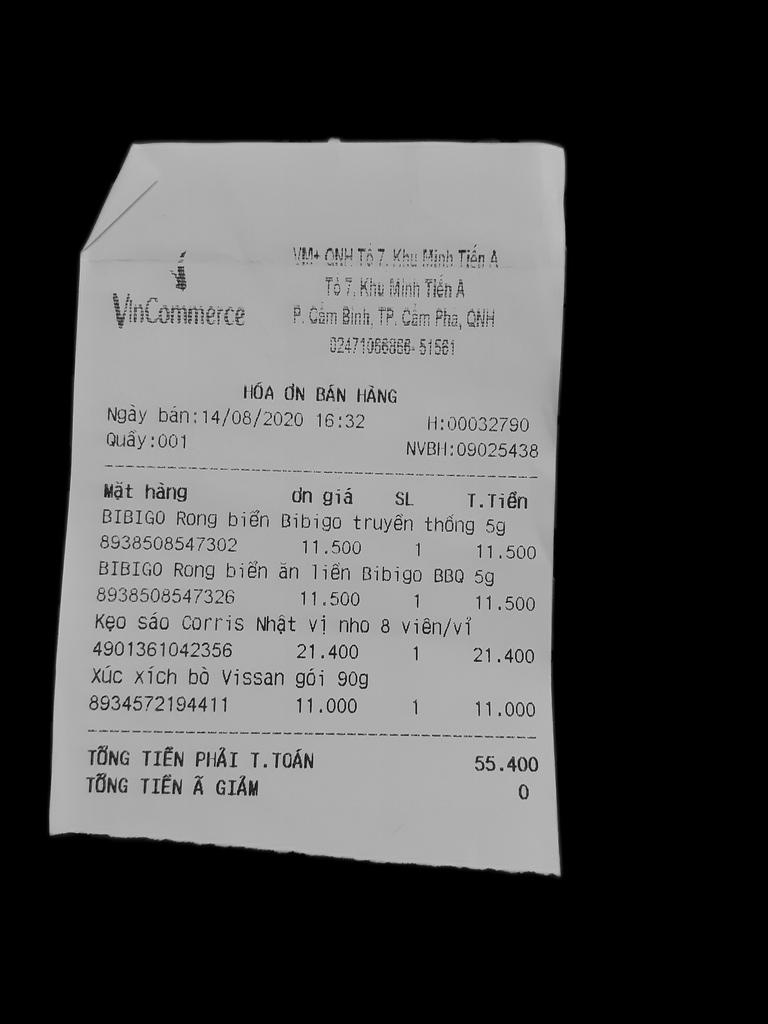 VinCommerce
VM+ QNH Tổ 7, Khu Minh Tiến A
Tổ 7, Khu Minh Tiến A
P. Cẩm Bình, TP. Cẩm Phả, QNH
02471066866-51561
HÓA ƠN BÁN HÀNG
Ngày bán:14/08/2020 16:32 H:00032790
Quầy:001 NVBH:09025438
Mặt hàng ơn giá SL T.Tiền
BIBIGO Rong biển Bibigo truyền thống 5g
8938508547302 11.500 1 11.500
BIBIGO Rong biển ăn liền Bibigo BBQ 5g
8938508547326 11.500 1 11.500
Kẹo sáo Corris Nhật vị nho 8 viên/vỉ
4901361042356 21.400 1 21.400
Xúc xích bò Vissan gói 90g
8934572194411 11.000 1 11.000
TỔNG TIỀN PHẢI T.TOÁN 55.400
TỔNG TIỀN Ã GIẢM 0